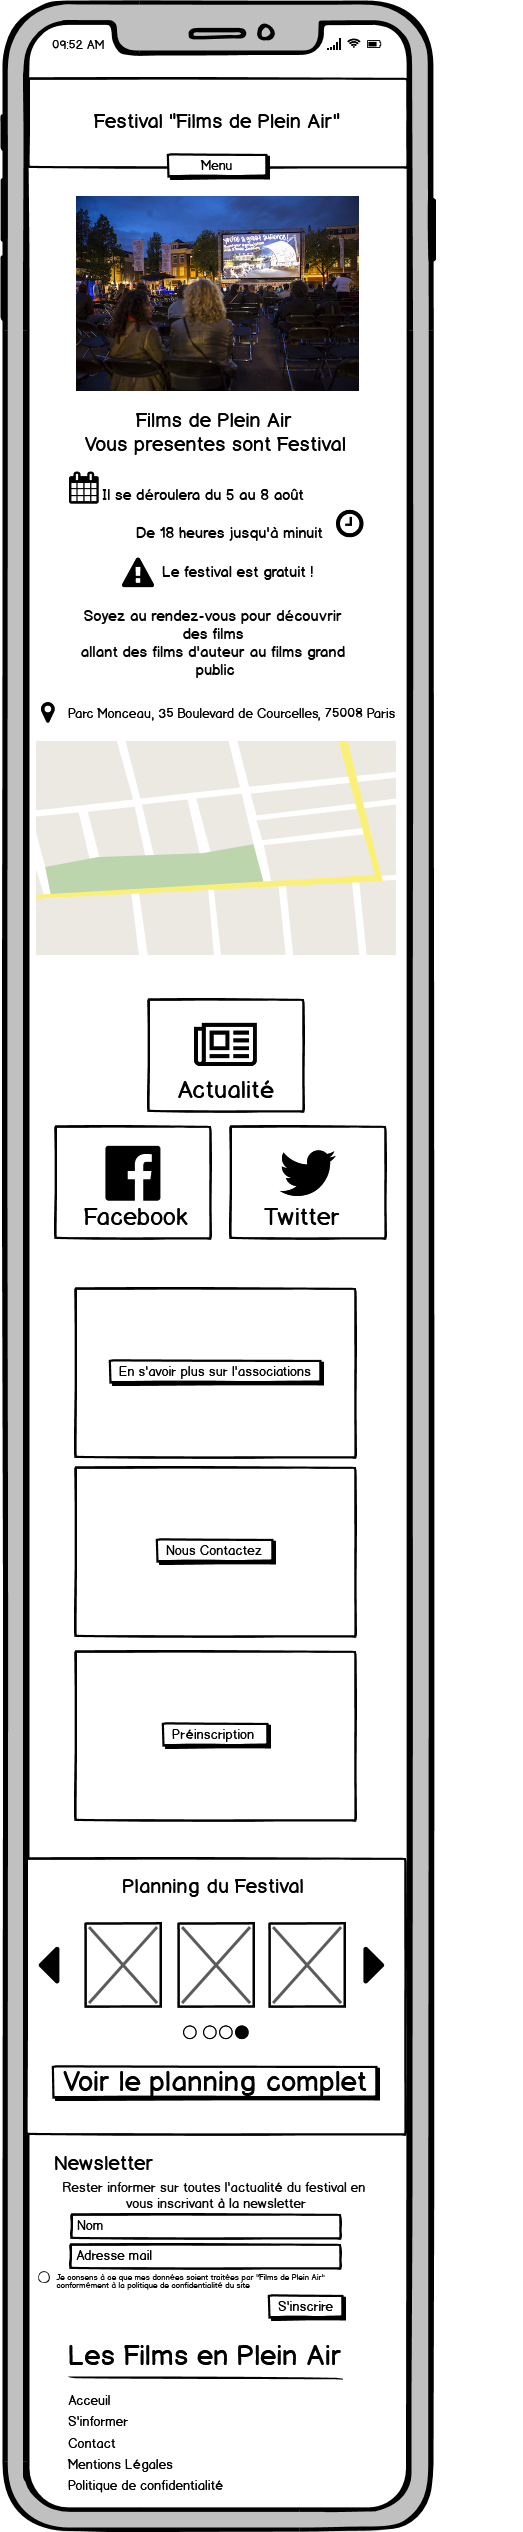 09:52 AM
Festival "Films de Plein Air"
Menu
you're a great audience!
Films de Plein Air
Vous presentes sont Festival
Il se déroulera du 5 au 8 août
De 18 heures jusqu'à minuit
Le festival est gratuit !
Soyez au rendez-vous pour découvrir
des films
allant des films d'auteur au films grand
public
Parc Monceau, 35 Boulevard de Courcelles, 75008 Paris
Actualité
Facebook
Twitter
En s'avoir plus sur l'associations
Nous Contactez
Préinscription
Planning du Festival
Voir le planning complet
Newsletter
Rester informer sur toutes l'actualité du festival en
vous inscrivant à la newsletter
Nom
Adresse mail
Je consens à ce que mes données soient traitées par "Films de Plein Air"
conformément à la politique de confidentialité du site
S'inscrire
Les Films en Plein Air
Acceuil
S'informer
Contact
Mentions Légales
Politique de confidentialité